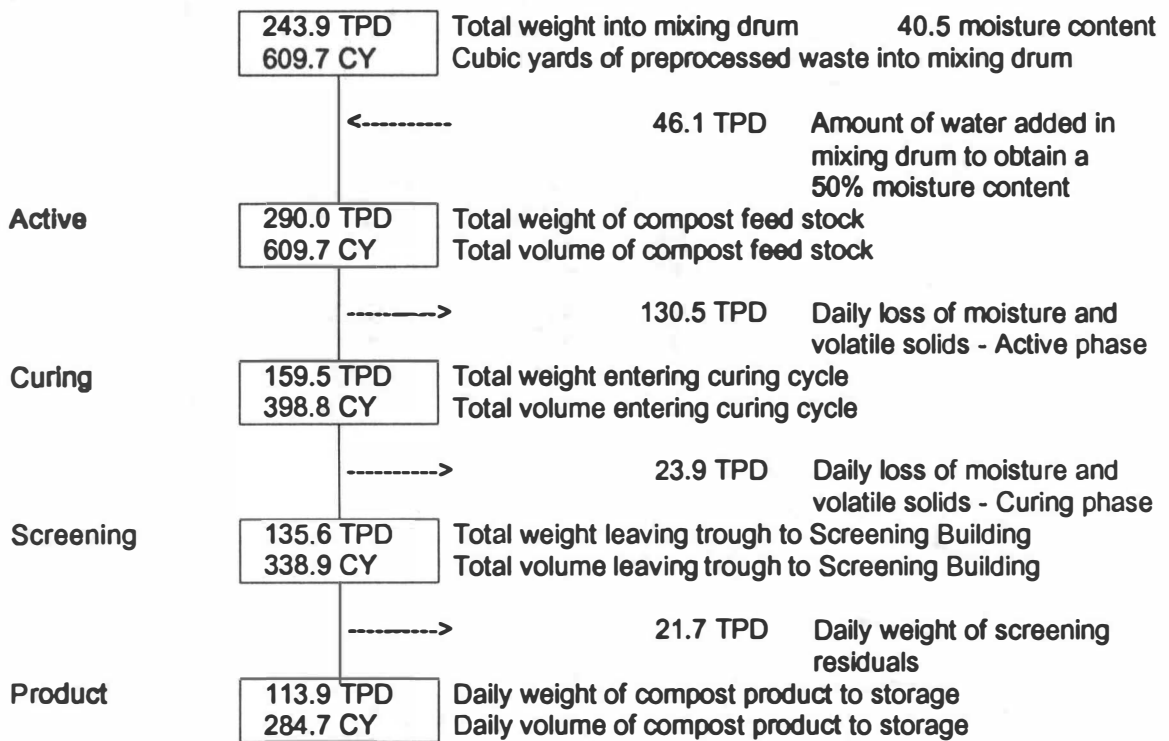 243.9 TPD Total weight into mixing drum 40.5 moisture content
609.7 CY Cubic yards of preprocessed waste into mixing drum
<---------- 46.1 TPD Amount of water added in
mixing drum to obtain a
50% moisture content
Active 290.0 TPD Total weight of compost feed stock
609.7 CY Total volume of compost feed stock
----------> 130.5 TPD Daily loss of moisture and
volatile solids - Active phase
Curing 159.5 TPD Total weight entering curing cycle
398.8 CY Total volume entering curing cycle
----------> 23.9 TPD Daily loss of moisture and
volatile solids - Curing phase
Screening 135.6 TPD Total weight leaving trough to Screening Building
338.9 CY Total volume leaving trough to Screening Building
----------> 21.7 TPD Daily weight of screening
residuals
Product 113.9 TPD Daily weight of compost product to storage
284.7 CY Daily volume of compost product to storage